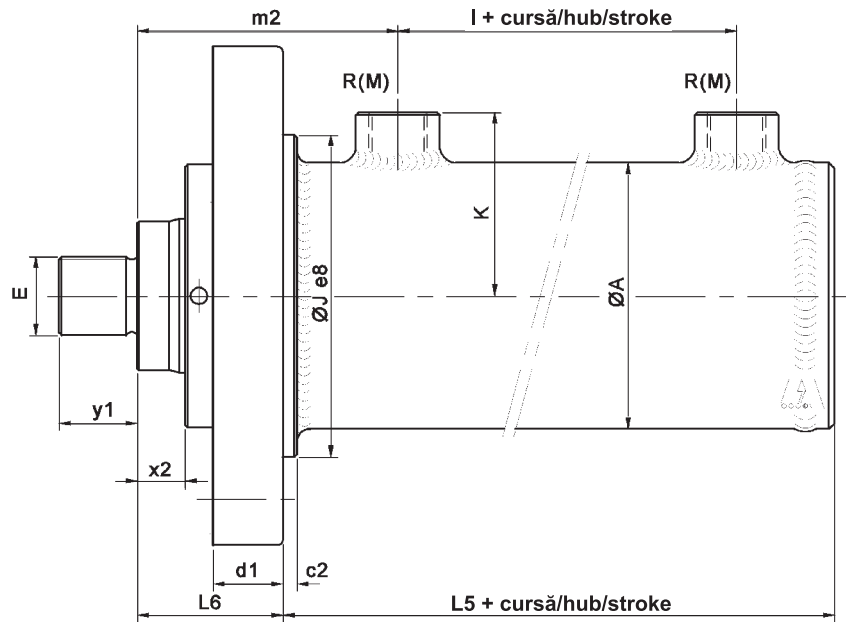 m2
l + cursă/hub/stroke
R(M)
R(M)
K
E
ØJ e8
ØA
y1
x2
d1
c2
L6
L5 + cursă/hub/stroke